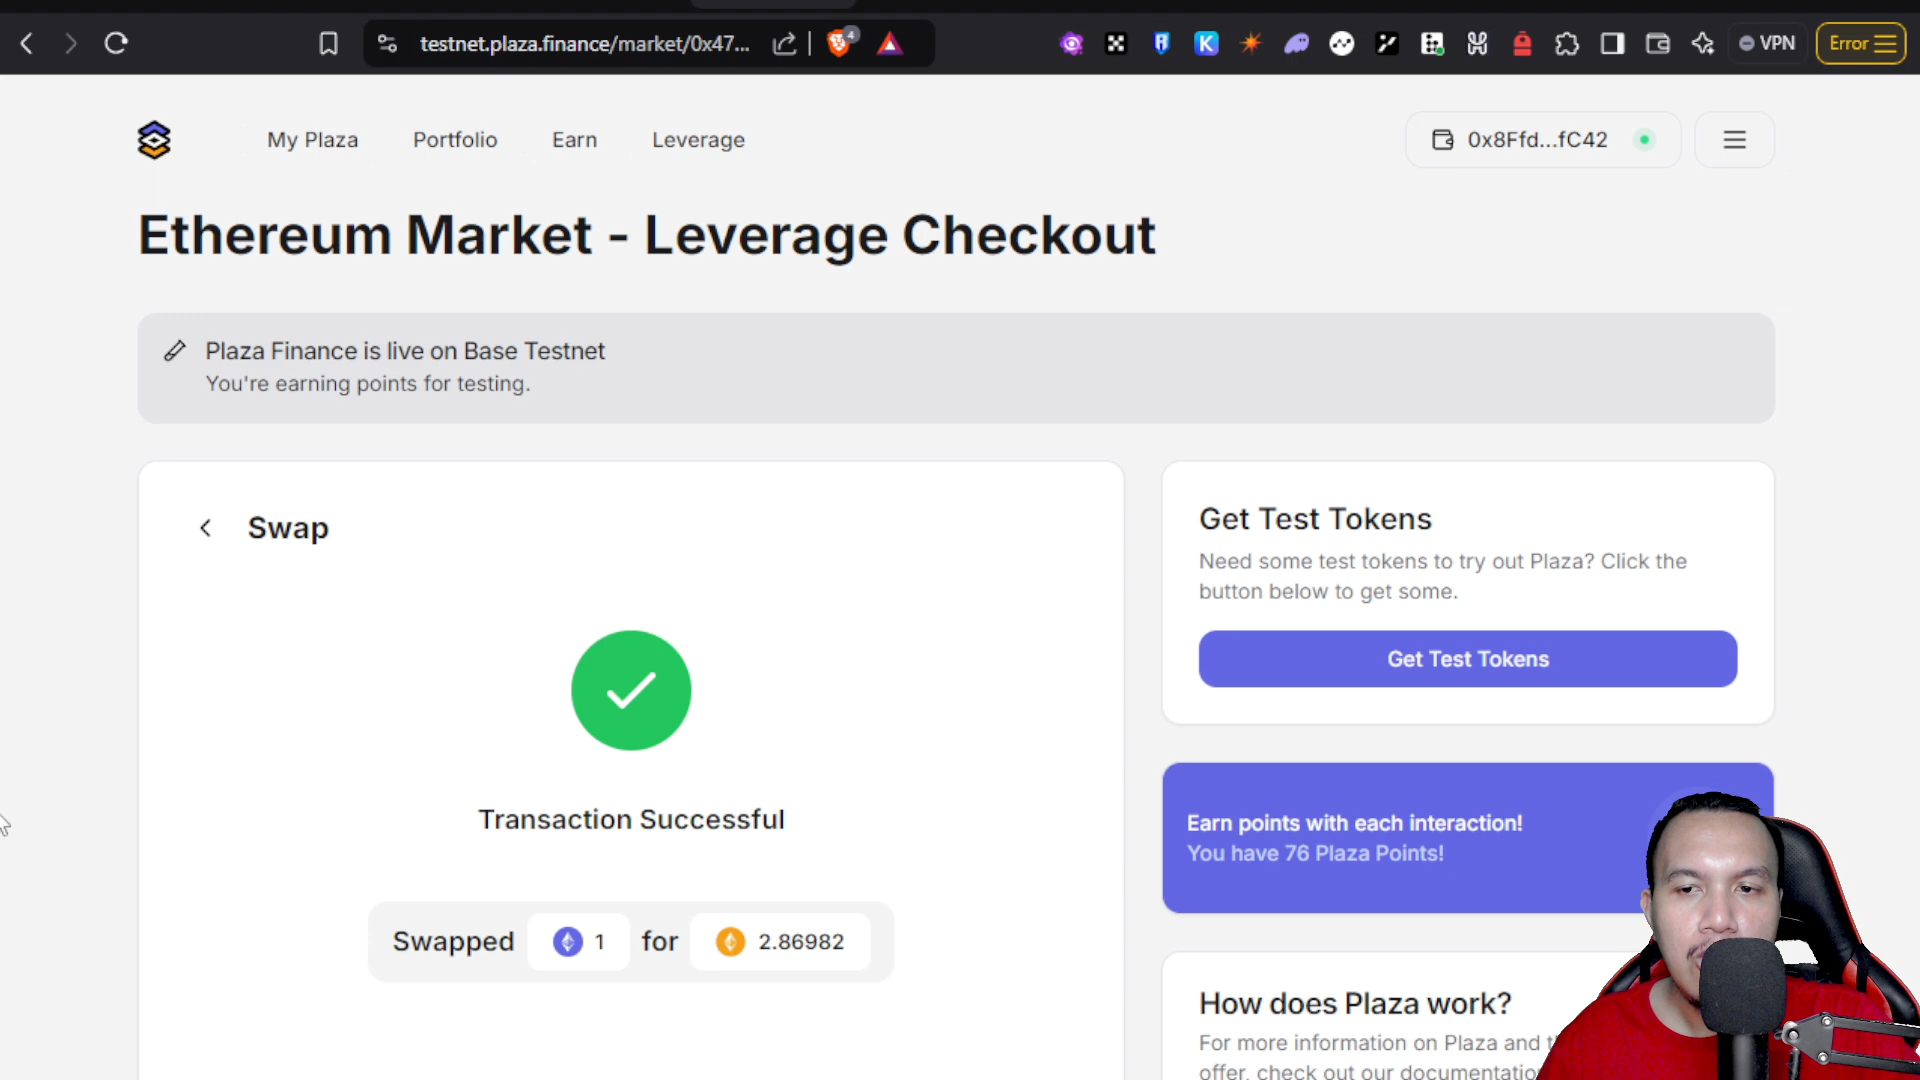 testnet.plaza.finance/market/0x47...
4
K
VPN
Error
My Plaza
Portfolio
Earn
Leverage
0x8Ffd...fC42
Ethereum Market - Leverage Checkout
Plaza Finance is live on Base Testnet
You're earning points for testing.
Swap
Transaction Successful
Swapped 1 for 2.86982
Get Test Tokens
Need some test tokens to try out Plaza? Click the
button below to get some.
Get Test Tokens
Earn points with each interaction!
You have 76 Plaza Points!
How does Plaza work?
For more information on Plaza and
offer, check out our